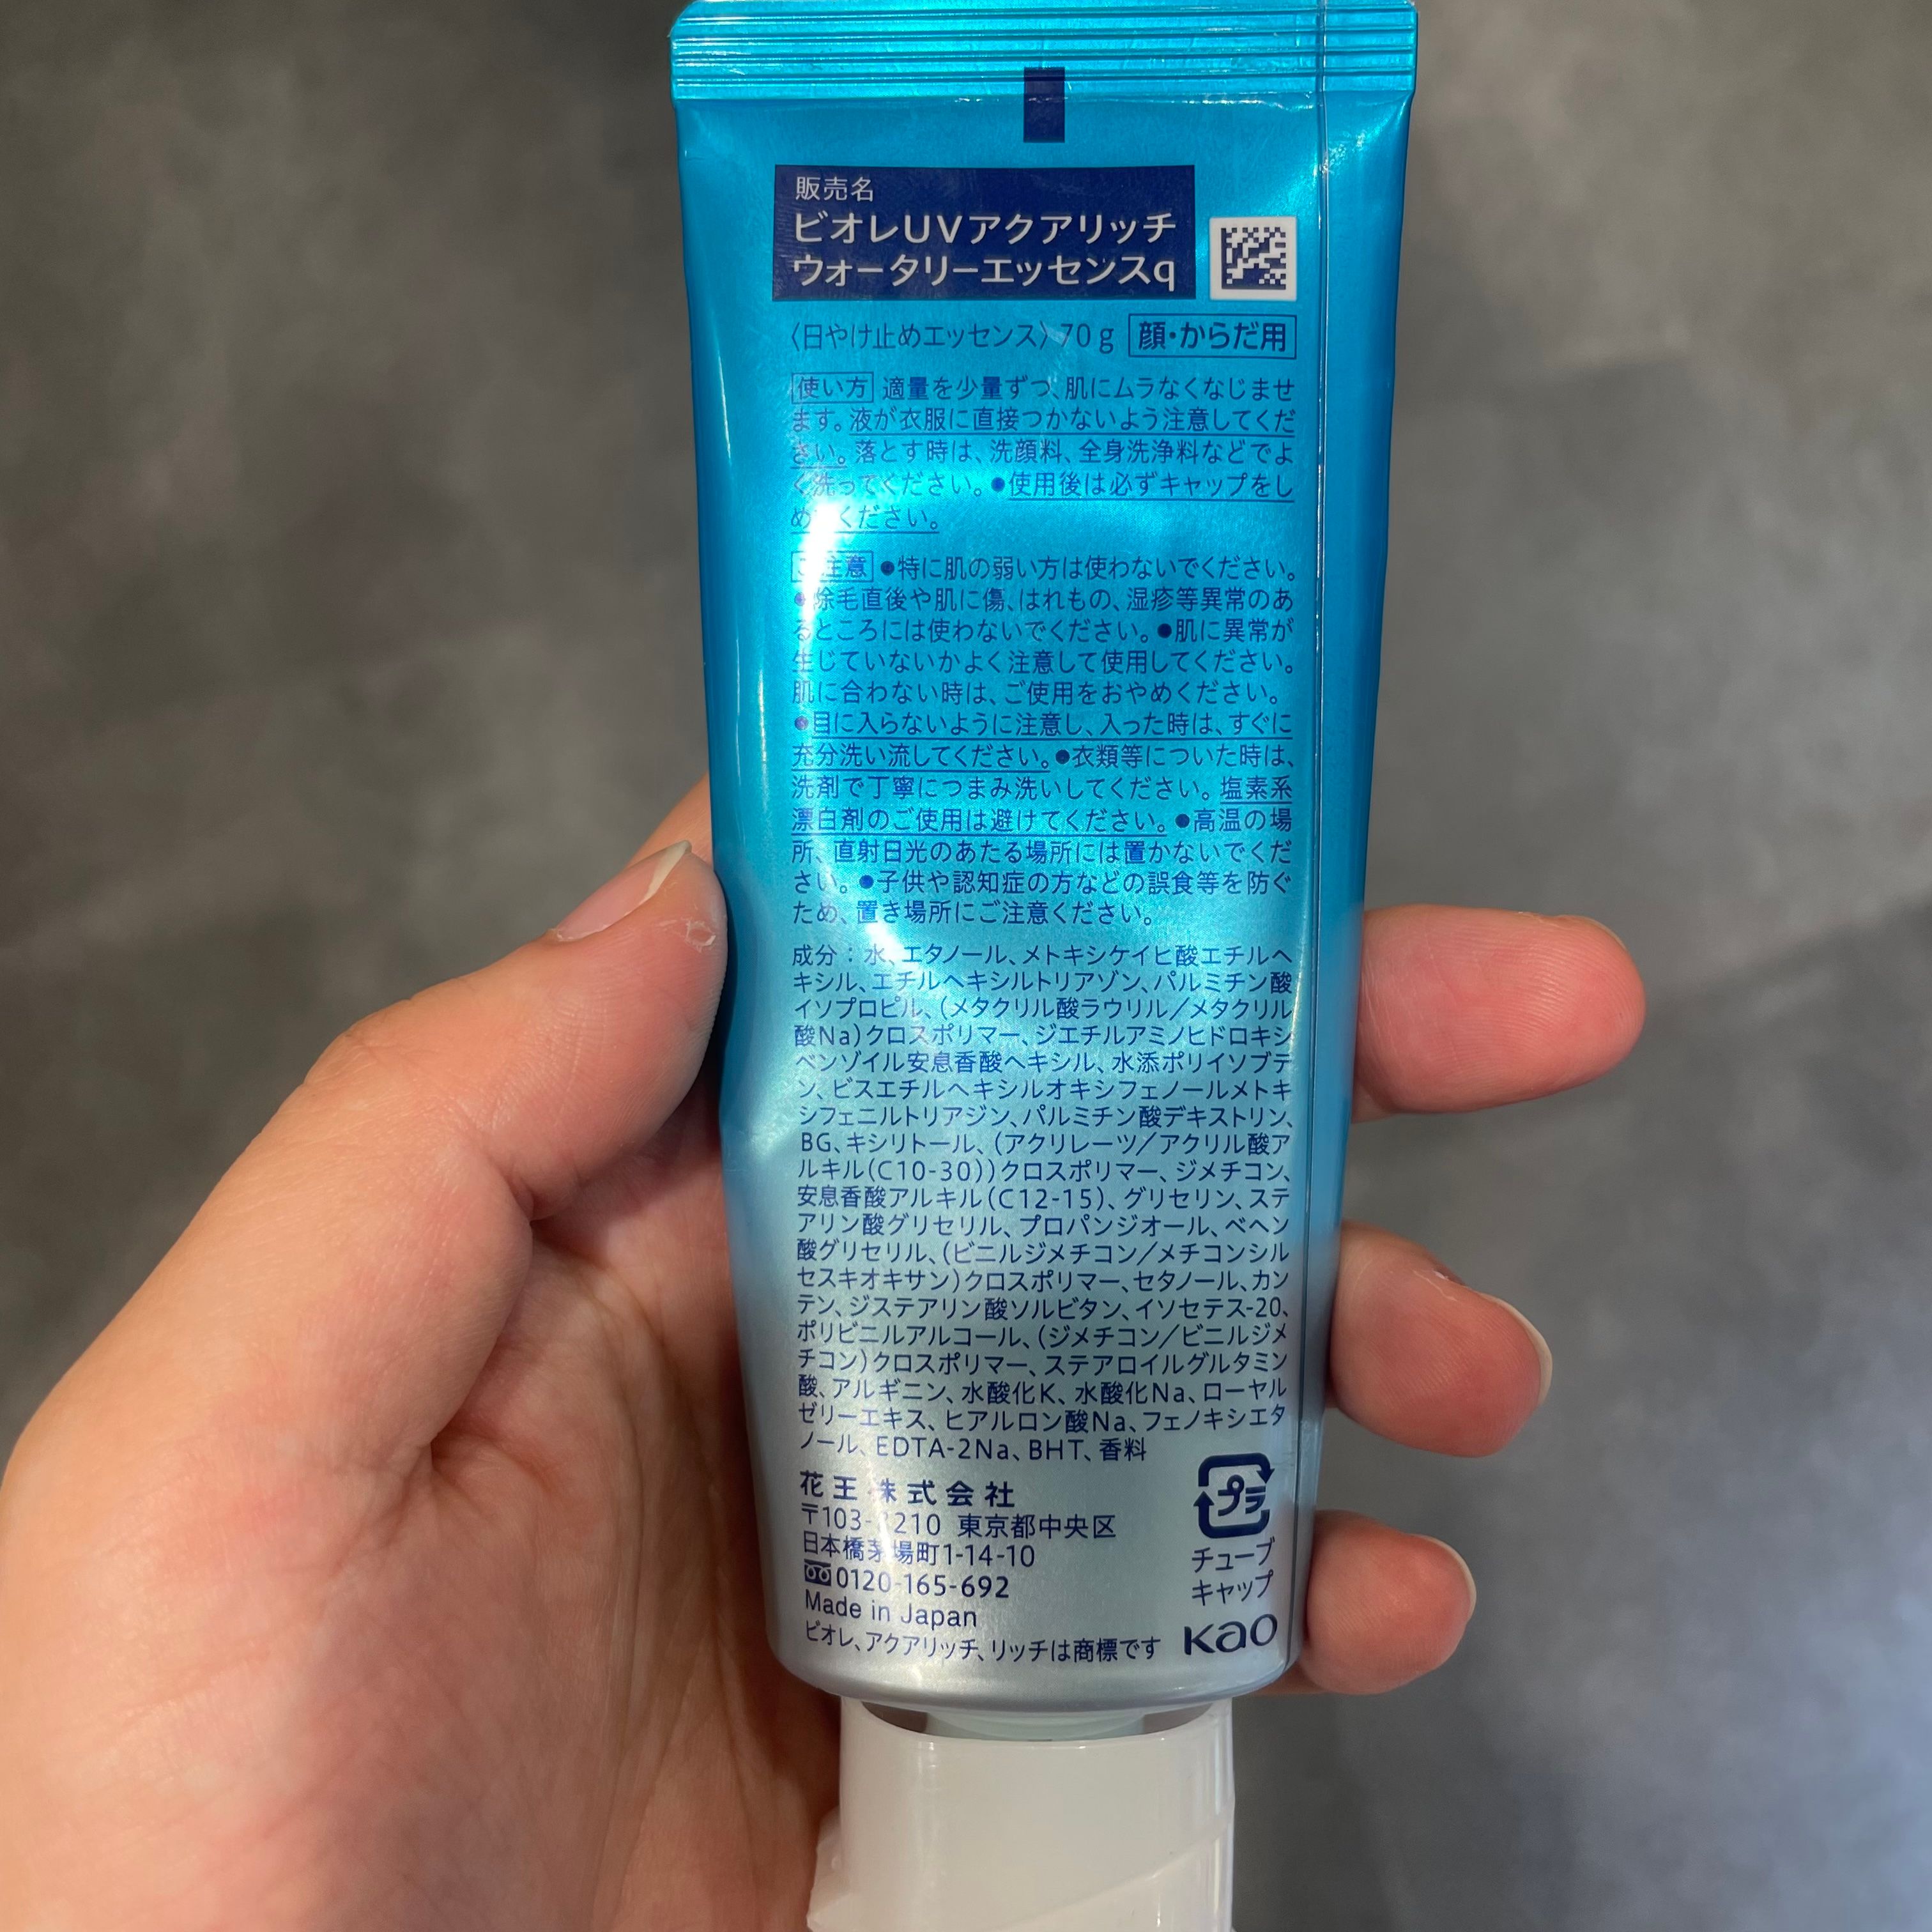 販売名
ビオレUVアクアリッチ
ウォータリーエッセンスq
〈日やけ止めエッセンス〉70g 顔・からだ用
使い方 適量を少量ずつ、肌にムラなくなじませ
ます。液が衣服に直接つかないよう注意してくだ
さい。落とす時は、洗顔料、全身洗浄料などでよ
く洗ってください。●使用後は必ずキャップをし
めてください。
ご注意 ●特に肌の弱い方は使わないでください。
●除毛直後や肌に傷、はれもの、湿疹等異常のあ
るところには使わないでください。●肌に異常が
生じていないかよく注意して使用してください。
肌に合わない時は、ご使用をおやめください。
●目に入らないように注意し、入った時は、すぐに
充分洗い流してください。●衣類等についた時は、
洗剤で丁寧につまみ洗いしてください。塩素系
漂白剤のご使用は避けてください。●高温の場
所、直射日光のあたる場所には置かないでくだ
さい。●子供や認知症の方などの誤食等を防ぐ
ため、置き場所にご注意ください。
成分：水、エタノール、メトキシケイヒ酸エチルヘ
キシル、エチルヘキシルトリアゾン、パルミチン酸
イソプロピル、(メタクリル酸ラウリル／メタクリル
酸Na)クロスポリマー、ジエチルアミノヒドロキシ
ベンゾイル安息香酸ヘキシル、水添ポリイソブテ
ン、ビスエチルヘキシルオキシフェノールメトキ
シフェニルトリアジン、パルミチン酸デキストリン、
BG、キシリトール、(アクリレーツ／アクリル酸ア
ルキル(C10-30))クロスポリマー、ジメチコン、
安息香酸アルキル(C12-15)、グリセリン、ステ
アリン酸グリセリル、プロパンジオール、ベヘン
酸グリセリル、(ビニルジメチコン／メチコンシル
セスキオキサン)クロスポリマー、セタノール、カン
テン、ジステアリン酸ソルビタン、イソセテス-20、
ポリビニルアルコール、(ジメチコン／ビニルジメ
チコン)クロスポリマー、ステアロイルグルタミン
酸、アルギニン、水酸化K、水酸化Na、ローヤル
ゼリーエキス、ヒアルロン酸Na、フェノキシエタ
ノール、EDTA-2Na、BHT、香料
花王株式会社
〒103-8210 東京都中央区
日本橋茅場町1-14-10
0120-165-692
Made in Japan
ビオレ、アクアリッチ、リッチは商標です
プラ
チューブ
キャップ
Kao